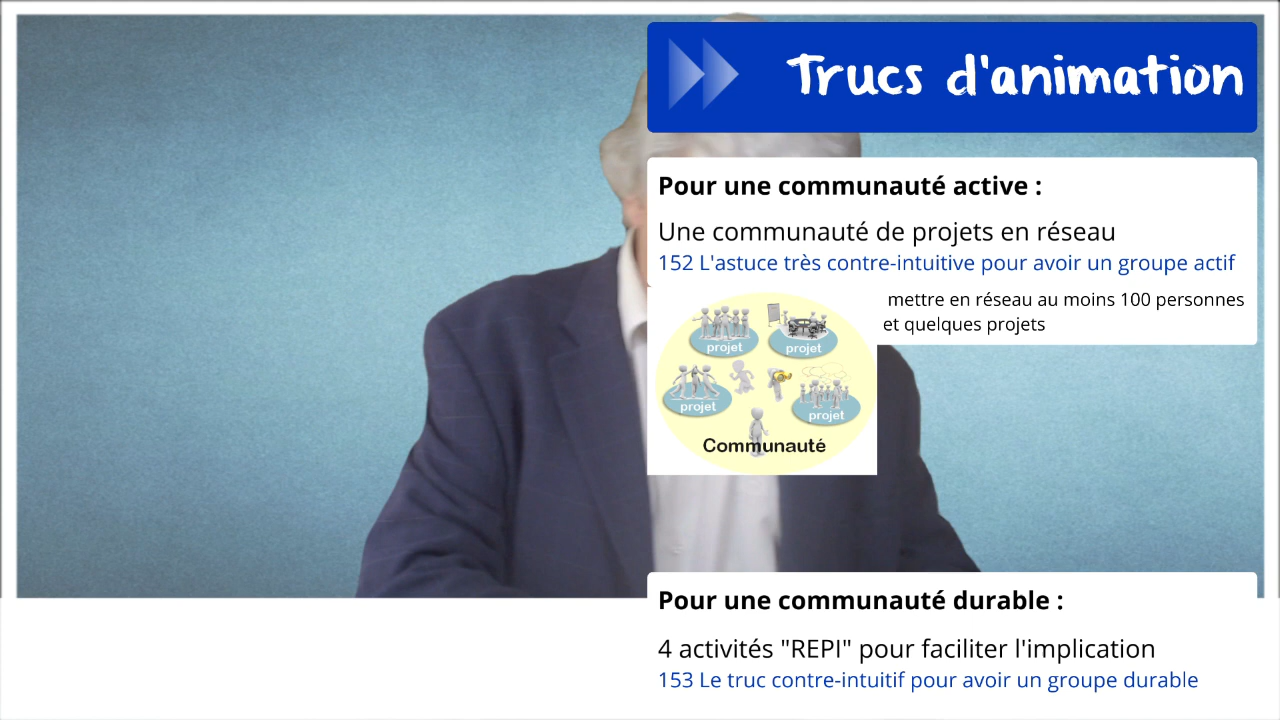 Trucs d'animation
Pour une communauté active :
Une communauté de projets en réseau
152 L'astuce très contre-intuitive pour avoir un groupe actif
mettre en réseau au moins 100 personnes
et quelques projets
projet
projet
projet
projet
Communauté
Pour une communauté durable :
4 activités "REPI" pour faciliter l'implication
153 Le truc contre-intuitif pour avoir un groupe durable